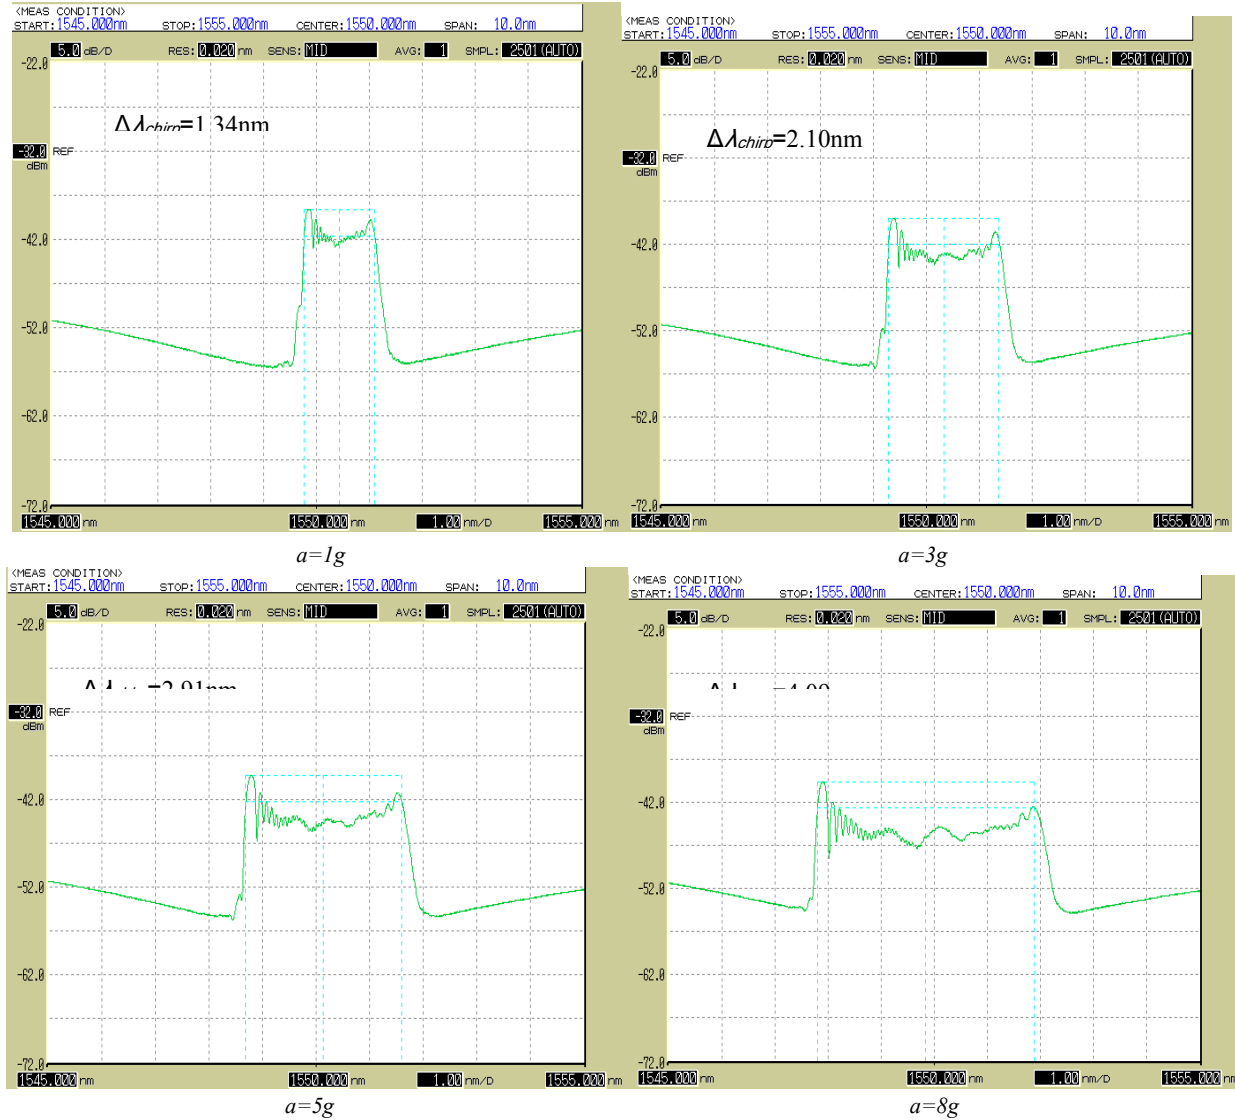 <MEAS CONDITION>
START:1545.000nm STOP:1555.000nm CENTER:1550.000nm SPAN: 10.0nm
5.0 dB/D RES:0.020 nm SENS:MID AVG: 1 SMPL: 2501(AUTO)
-22.0
Δλchirp=1.34nm
-32.0 REF
dBm
-42.0
-52.0
-62.0
-72.0
1545.000 nm 1550.000 nm 1.00 nm/D 1555.000 nm
a=1g
<MEAS CONDITION>
START:1545.000nm STOP:1555.000nm CENTER:1550.000nm SPAN: 10.0nm
5.0 dB/D RES:0.020 nm SENS:MID AVG: 1 SMPL: 2501(AUTO)
-22.0
Δλchirp=2.10nm
-32.0 REF
dBm
-42.0
-52.0
-62.0
-72.0
1545.000 nm 1550.000 nm 1.00 nm/D 1555.000 nm
a=3g
<MEAS CONDITION>
START:1545.000nm STOP:1555.000nm CENTER:1550.000nm SPAN: 10.0nm
5.0 dB/D RES:0.020 nm SENS:MID AVG: 1 SMPL: 2501(AUTO)
-22.0
=2.91nm
-32.0 REF
dBm
-42.0
-52.0
-62.0
-72.0
1545.000 nm 1550.000 nm 1.00 nm/D 1555.000 nm
a=5g
<MEAS CONDITION>
START:1545.000nm STOP:1555.000nm CENTER:1550.000nm SPAN: 10.0nm
5.0 dB/D RES:0.020 nm SENS:MID AVG: 1 SMPL: 2501(AUTO)
-22.0
-32.0 REF
dBm
-42.0
-52.0
-62.0
-72.0
1545.000 nm 1550.000 nm 1.00 nm/D 1555.000 nm
a=8g